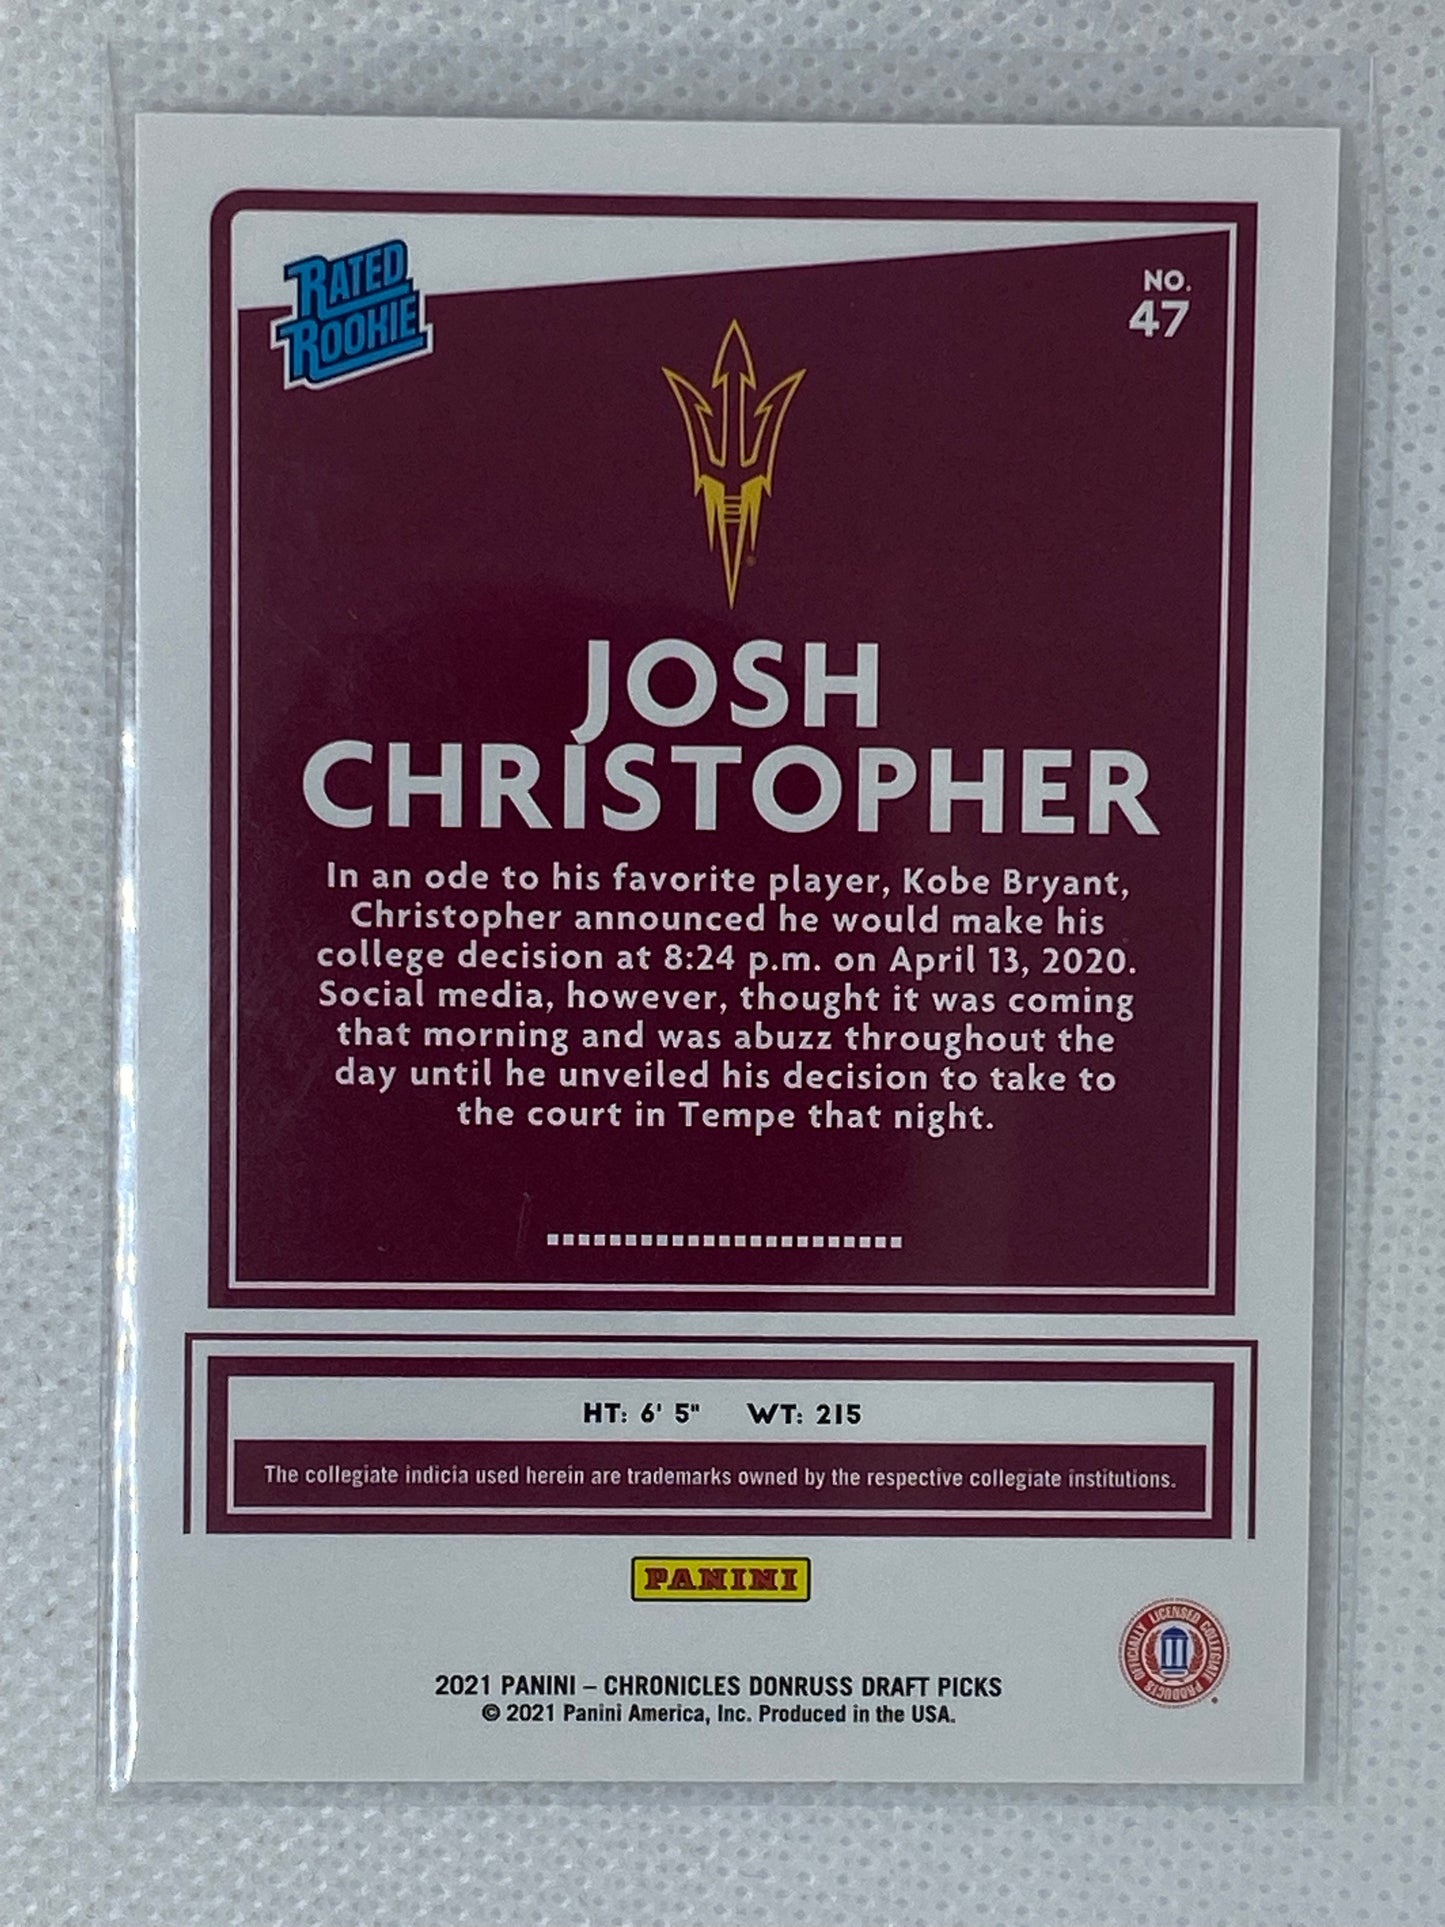 RATED
ROOKIE
NO.
47
JOSH
CHRISTOPHER
In an ode to his favorite player, Kobe Bryant,
Christopher announced he would make his
college decision at 8:24 p.m. on April 13, 2020.
Social media, however, thought it was coming
that morning and was abuzz throughout the
day until he unveiled his decision to take to
the court in Tempe that night.
HT: 6' 5" WT: 215
The collegiate indicia used herein are trademarks owned by the respective collegiate institutions.
PANINI
OFFICIALLY LICENSED COLLEGIATE PRODUCTS
2021 PANINI – CHRONICLES DONRUSS DRAFT PICKS
© 2021 Panini America, Inc. Produced in the USA.